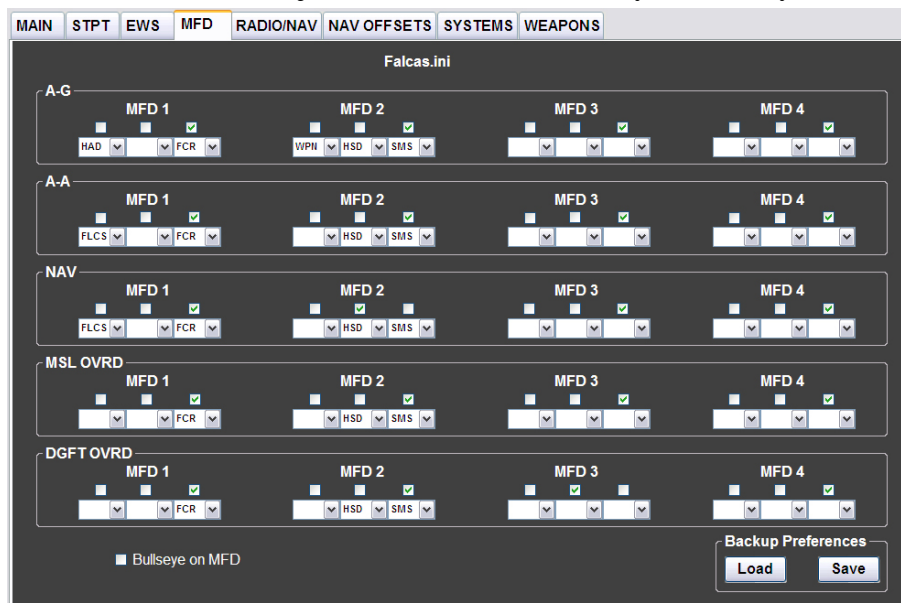 MAIN STPT EWS MFD RADIO/NAV NAV OFFSETS SYSTEMS WEAPONS
Falcas.ini
A-G
MFD 1 MFD 2 MFD 3 MFD 4
HAD FCR WPN HSD SMS
A-A
MFD 1 MFD 2 MFD 3 MFD 4
FLCS FCR HSD SMS
NAV
MFD 1 MFD 2 MFD 3 MFD 4
FLCS FCR HSD SMS
MSL OVRD
MFD 1 MFD 2 MFD 3 MFD 4
FCR HSD SMS
DGFT OVRD
MFD 1 MFD 2 MFD 3 MFD 4
FCR HSD SMS
Bullseye on MFD
Backup Preferences
Load Save